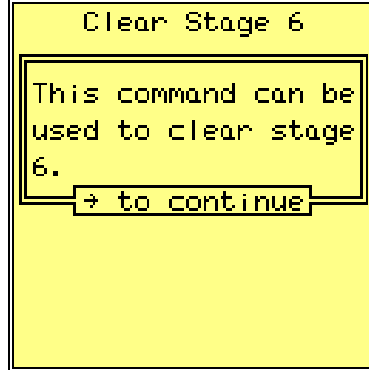 Clear Stage 6
This command can be
used to clear stage
6.
→ to continue